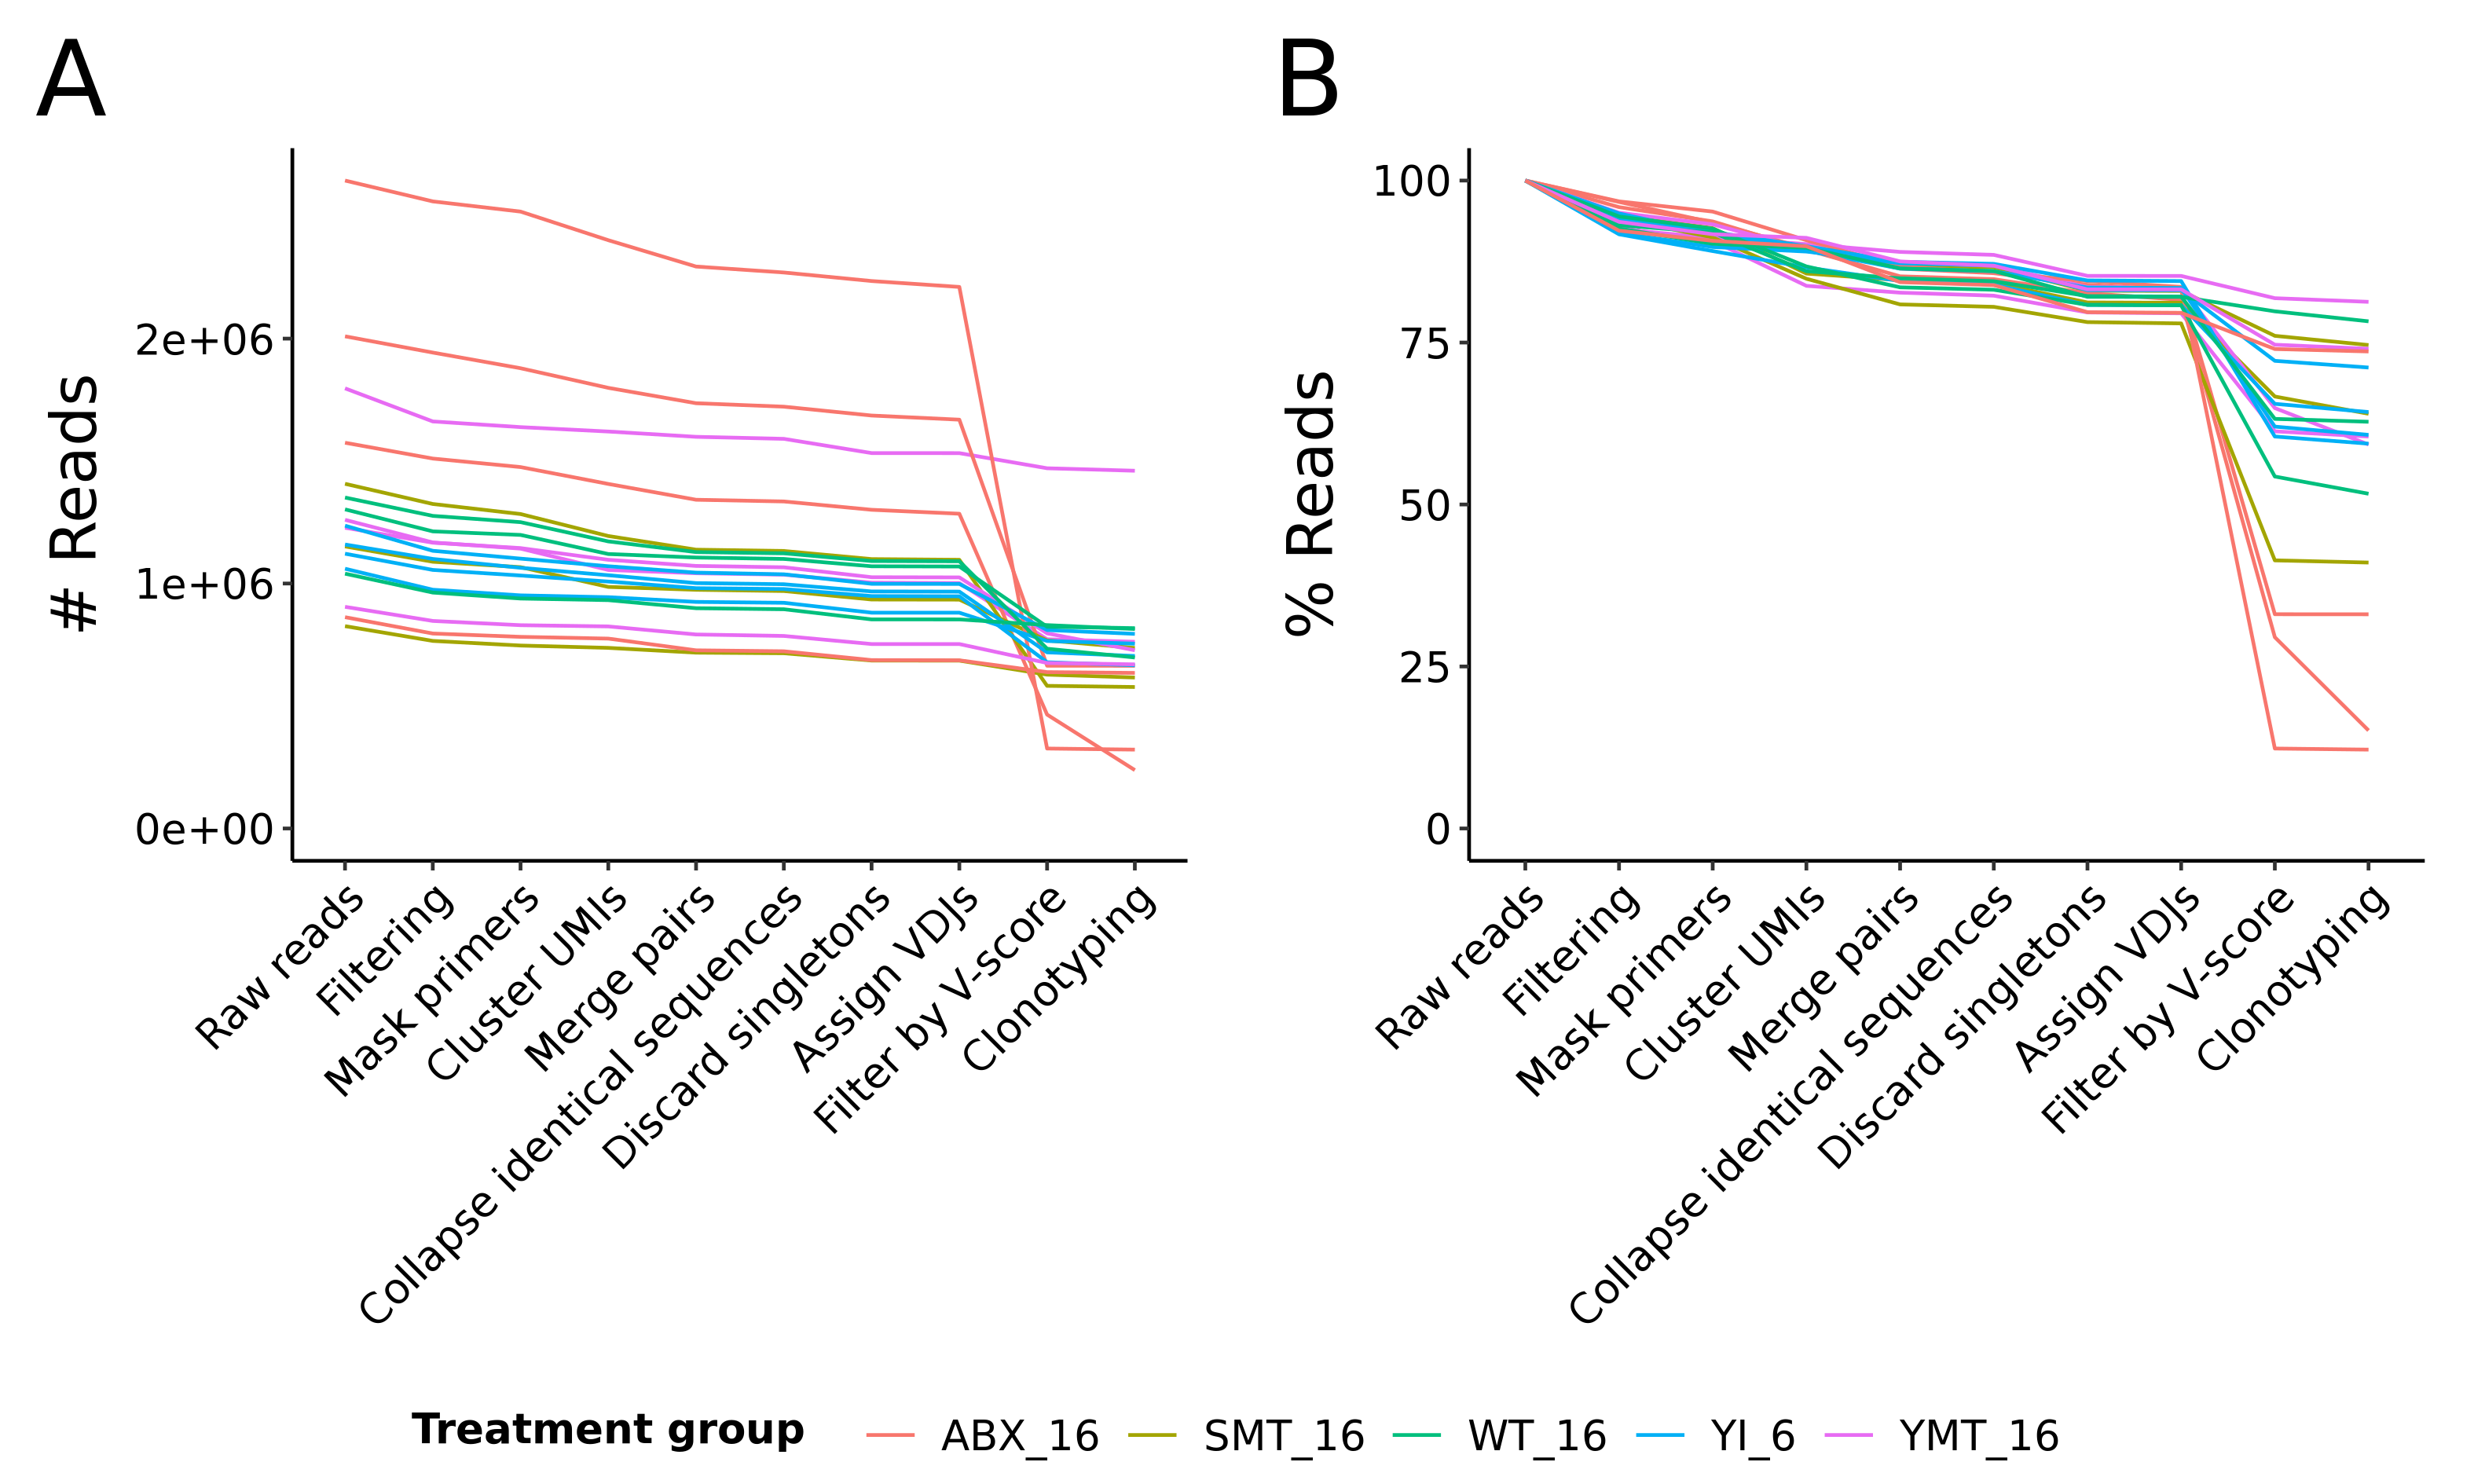 A
B
# Reads
2e+06
1e+06
0e+00
Raw reads
Filtering
Mask primers
Cluster UMIs
Merge pairs
Collapse identical sequences
Discard singletons
Assign VDJs
Filter by V-score
Clonotyping
% Reads
100
75
50
25
0
Raw reads
Filtering
Mask primers
Cluster UMIs
Merge pairs
Collapse identical sequences
Discard singletons
Assign VDJs
Filter by V-score
Clonotyping
Treatment group ABX_16 SMT_16 WT_16 YI_6 YMT_16